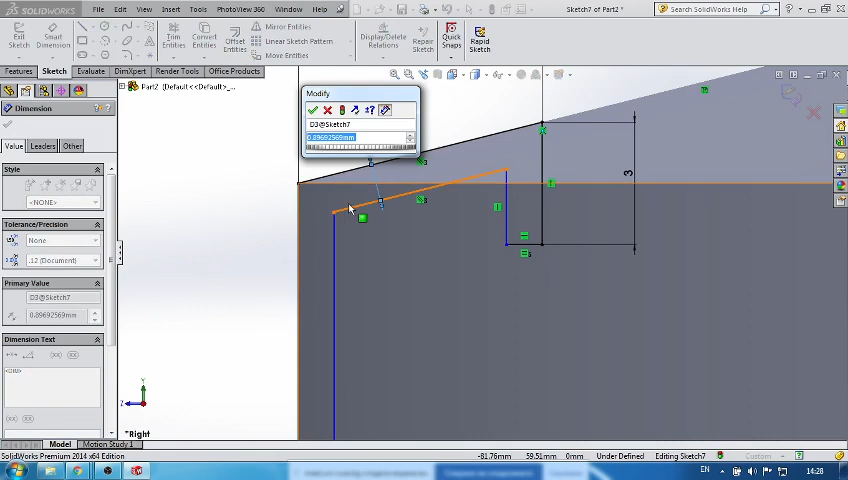 SOLIDWORKS File Edit View Insert Tools PhotoView 360 Window Help Sketch7 of Part2 * Search SolidWorks Help
Exit Sketch
Smart Dimension
Trim Entities
Convert Entities
Offset Entities
Mirror Entities
Linear Sketch Pattern
Move Entities
Display/Delete Relations
Repair Sketch
Quick Snaps
Rapid Sketch
Features Sketch Evaluate DimXpert Render Tools Office Products
Part2 (Default<<Default>_...
Dimension
Value Leaders Other
Style
<NONE>
Tolerance/Precision
None
.12 (Document)
Primary Value
D3@Sketch7
0.89692569mm
Dimension Text
<DIM>
Modify
D3@Sketch7
0.89692569mm
3
Y
Z
*Right
Model Motion Study 1
SolidWorks Premium 2014 x64 Edition -81.76mm 59.51mm 0mm Under Defined Editing Sketch7 Custom
EN 14:28